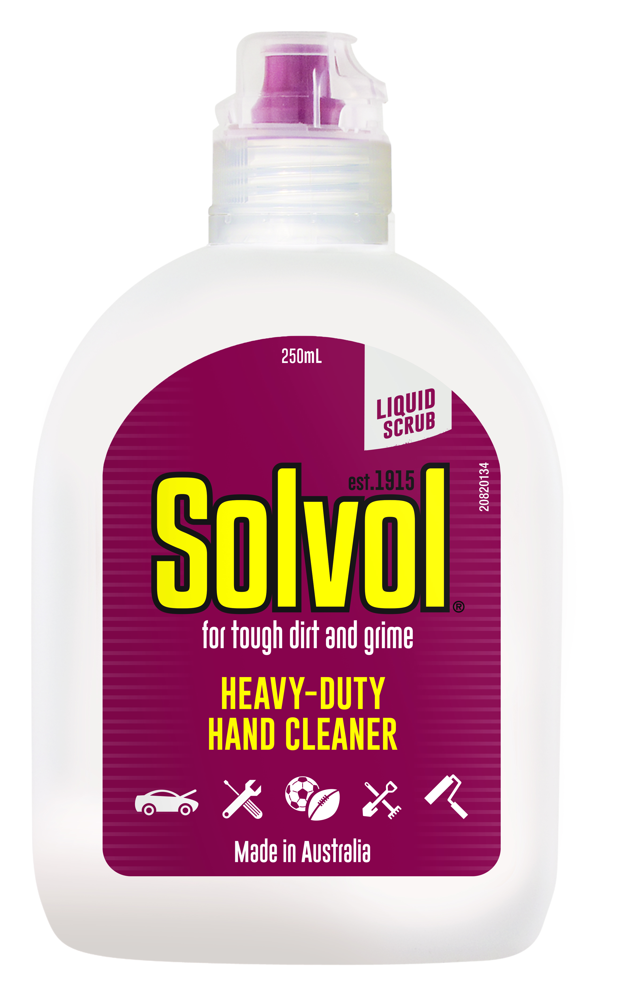 250mL
LIQUID
SCRUB
est.1915
20820134
Solvol®
for tough dirt and grime
HEAVY-DUTY
HAND CLEANER
Made in Australia